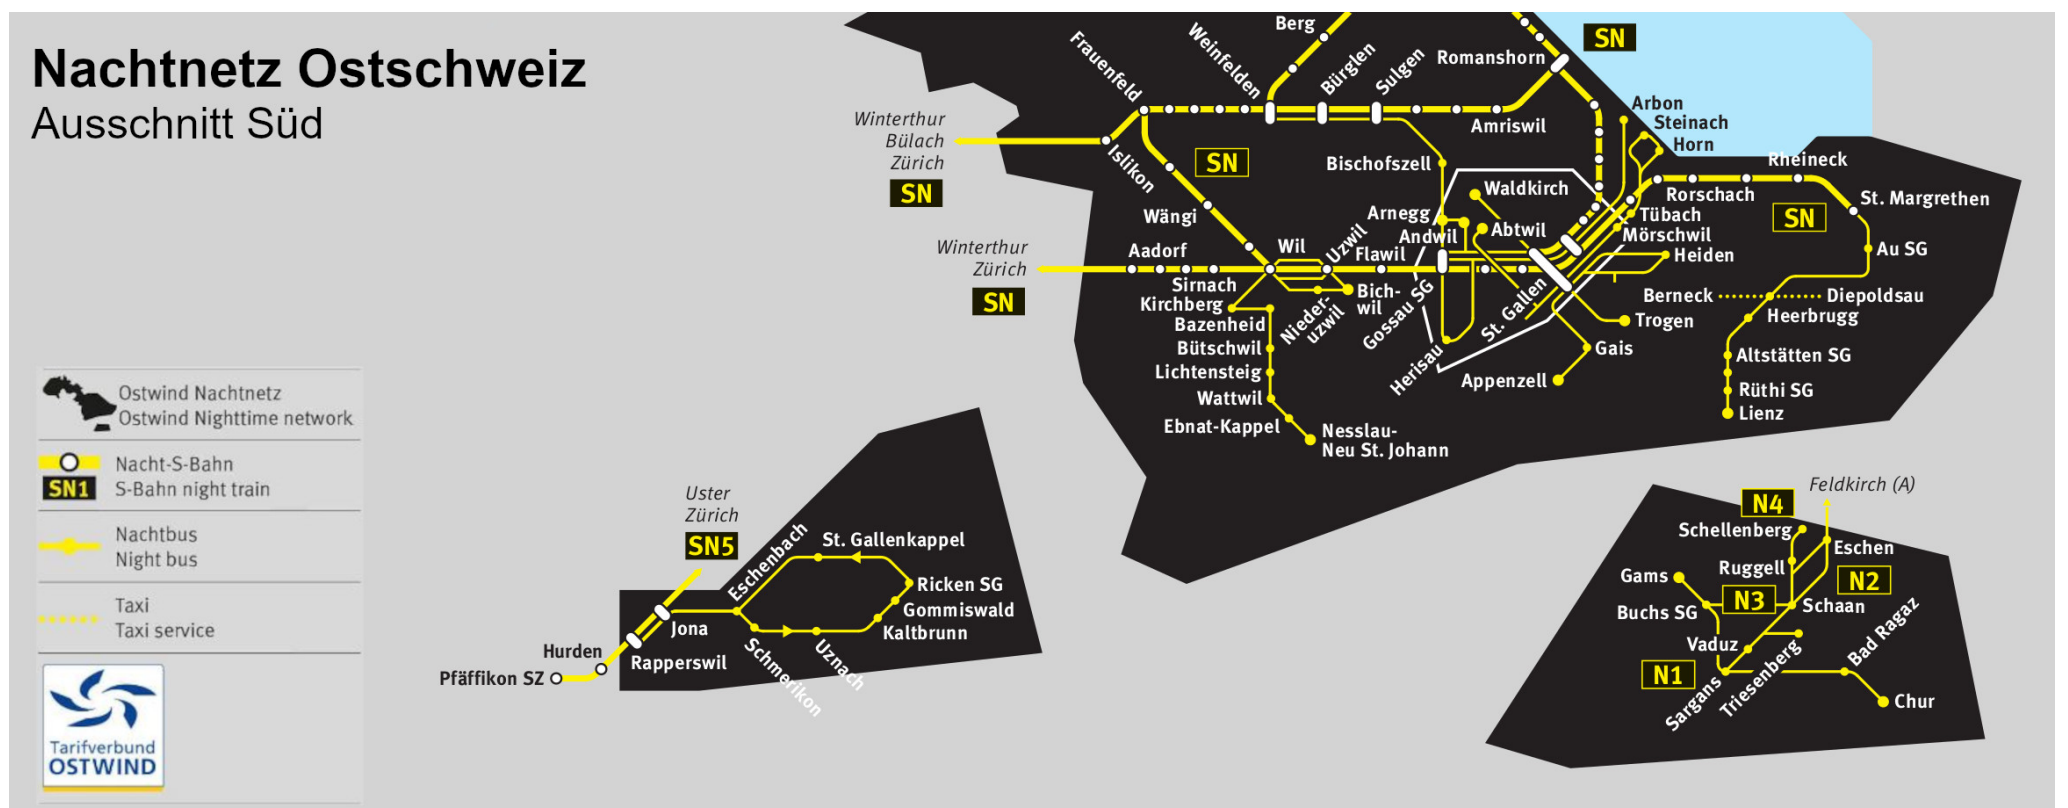 Nachtnetz Ostschweiz
Ausschnitt Süd
Berg
SN
Frauenfeld
Weinfelden
Bürglen
Sulgen
Romanshorn
Winterthur
Bülach
Zürich
SN
Islikon
Amriswil
Arbon
Steinach
Horn
SN
Bischofszell
Waldkirch
Rheineck
Rorschach
St. Margrethen
SN
Wängi
Arnegg
Andwil
Abtwil
Tübach
Mörschwil
Au SG
Winterthur
Zürich
SN
Aadorf
Wil
Uzwil
Flawil
Heiden
Sirnach
Kirchberg
Bich-
wil
Nieder-
uzwil
Gossau SG
St. Gallen
Berneck
Diepoldsau
Heerbrugg
Bazenheid
Trogen
Bütschwil
Herisau
Gais
Altstätten SG
Lichtensteig
Appenzell
Wattwil
Rüthi SG
Lienz
Ebnat-Kappel
Nesslau-
Neu St. Johann
Ostwind Nachtnetz
Ostwind Nighttime network
Nacht-S-Bahn
SN1
S-Bahn night train
Nachtbus
Night bus
Taxi
Taxi service
Tarifverbund
OSTWIND
Uster
Zürich
SN5
Eschenbach
St. Gallenkappel
Ricken SG
Gommiswald
Kaltbrunn
Jona
Hurden
Rapperswil
Pfäffikon SZ
Schmerikon
Uznach
Feldkirch (A)
N4
Schellenberg
Eschen
Ruggell
Gams
N2
N3
Buchs SG
Schaan
Vaduz
Bad Ragaz
N1
Sargans
Triesenberg
Chur